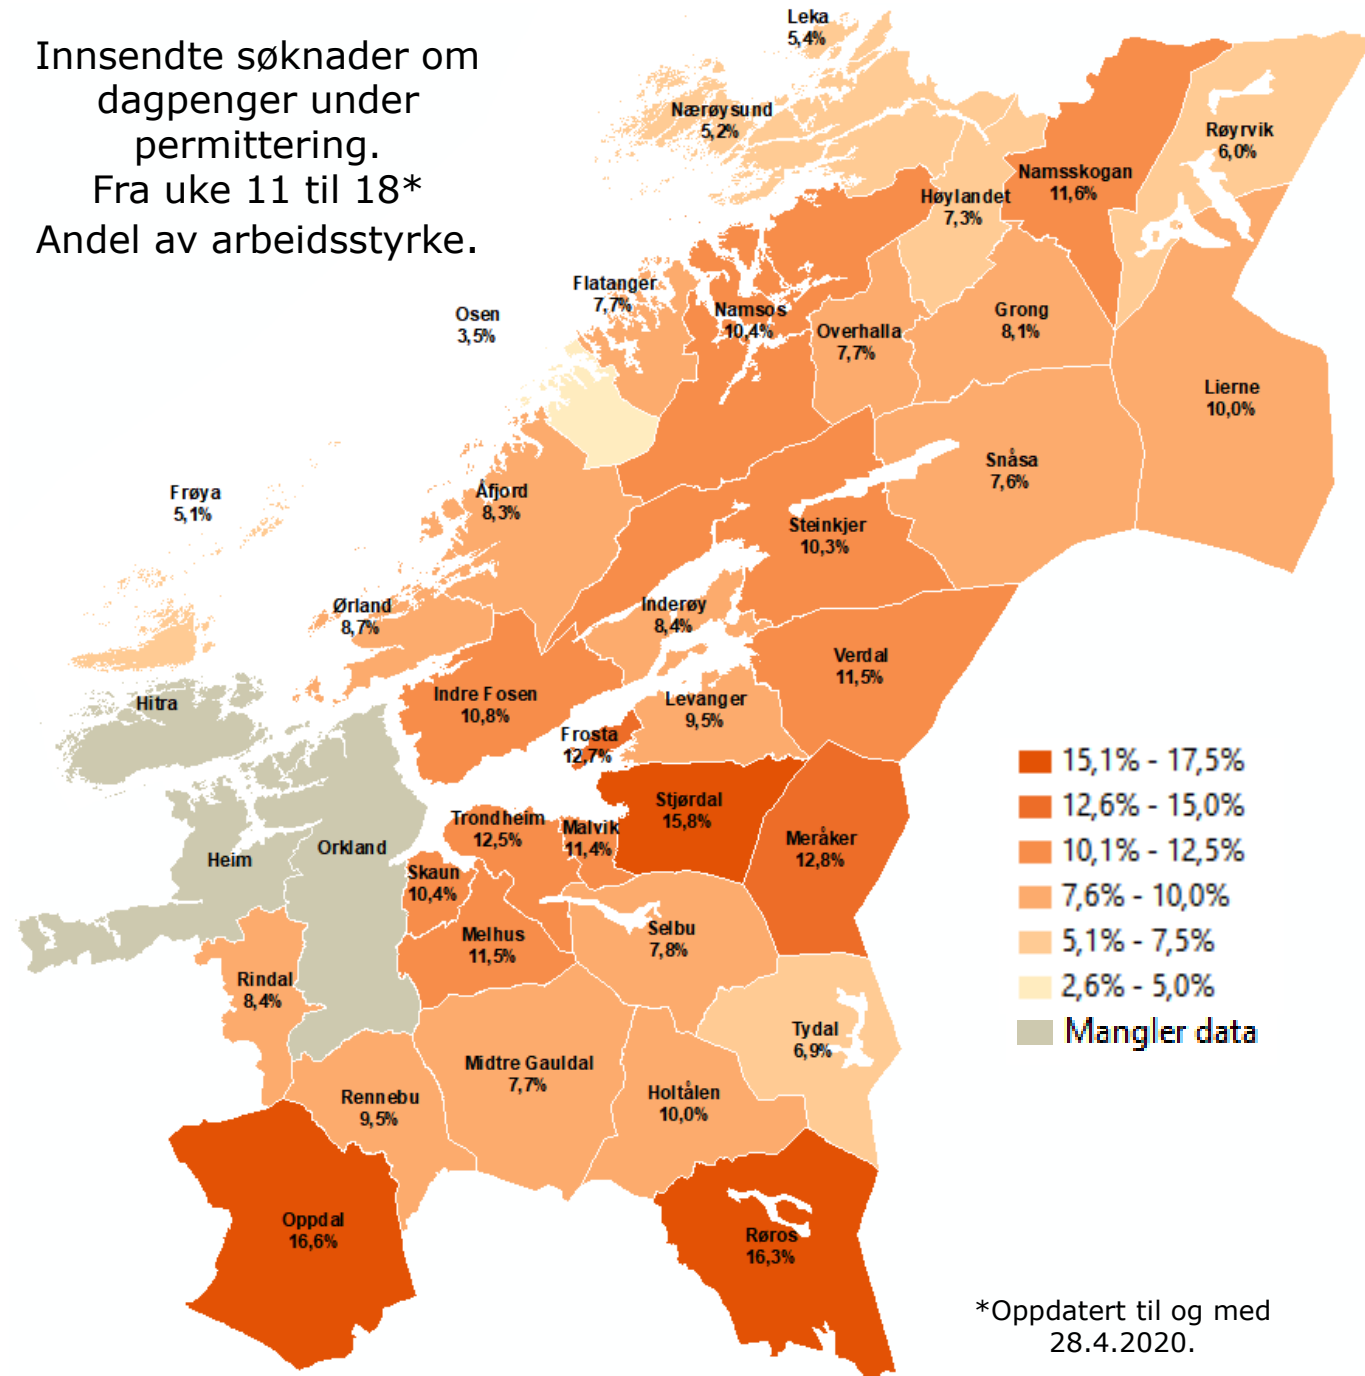 Innsendte søknader om
dagpenger under
permittering.
Fra uke 11 til 18*
Andel av arbeidsstyrke.
Leka
5,4%
Nærøysund
5,2%
Røyrvik
6,0%
Namsskogan
11,6%
Høylandet
7,3%
Flatanger
7,7%
Osen
3,5%
Namsos
10,4%
Overhalla
7,7%
Grong
8,1%
Lierne
10,0%
Snåsa
7,6%
Frøya
5,1%
Åfjord
8,3%
Steinkjer
10,3%
Ørland
8,7%
Inderøy
8,4%
Verdal
11,5%
Hitra
Indre Fosen
10,8%
Levanger
9,5%
Frosta
12,7%
Stjørdal
15,8%
Trondheim
12,5%
Malvik
11,4%
Meråker
12,8%
Heim
Orkland
Skaun
10,4%
Melhus
11,5%
Selbu
7,8%
Rindal
8,4%
Tydal
6,9%
Midtre Gauldal
7,7%
Rennebu
9,5%
Holtålen
10,0%
Oppdal
16,6%
Røros
16,3%
15,1% - 17,5%
12,6% - 15,0%
10,1% - 12,5%
7,6% - 10,0%
5,1% - 7,5%
2,6% - 5,0%
Mangler data
*Oppdatert til og med
28.4.2020.